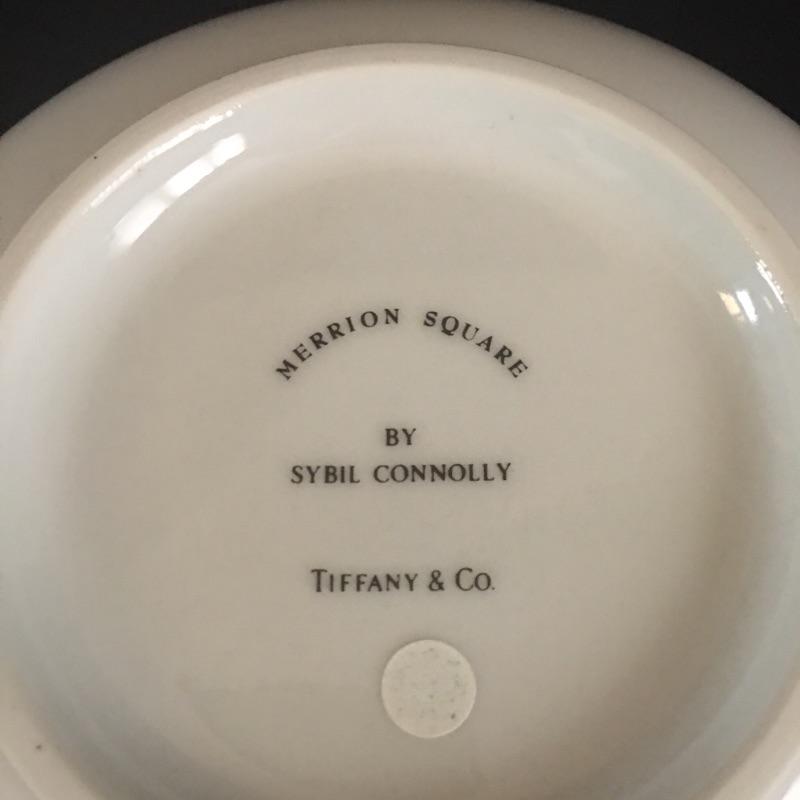 MERRION SQUARE
BY
SYBIL CONNOLLY
TIFFANY & CO.